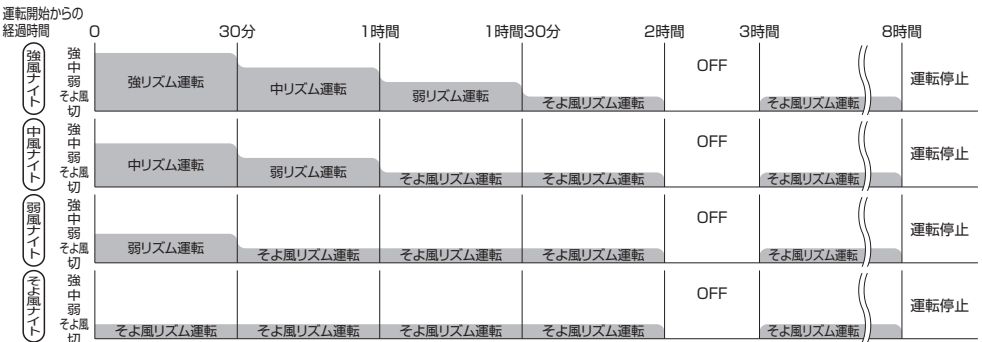 運転開始からの
経過時間 0 30分 1時間 1時間30分 2時間 3時間 8時間
強風ナイト
強
中
弱
そよ風
切
強リズム運転 中リズム運転 弱リズム運転 そよ風リズム運転 OFF そよ風リズム運転 運転停止
中風ナイト
強
中
弱
そよ風
切
中リズム運転 弱リズム運転 そよ風リズム運転 そよ風リズム運転 OFF そよ風リズム運転 運転停止
弱風ナイト
強
中
弱
そよ風
切
弱リズム運転 そよ風リズム運転 そよ風リズム運転 そよ風リズム運転 OFF そよ風リズム運転 運転停止
そよ風ナイト
強
中
弱
そよ風
切
そよ風リズム運転 そよ風リズム運転 そよ風リズム運転 そよ風リズム運転 OFF そよ風リズム運転 運転停止